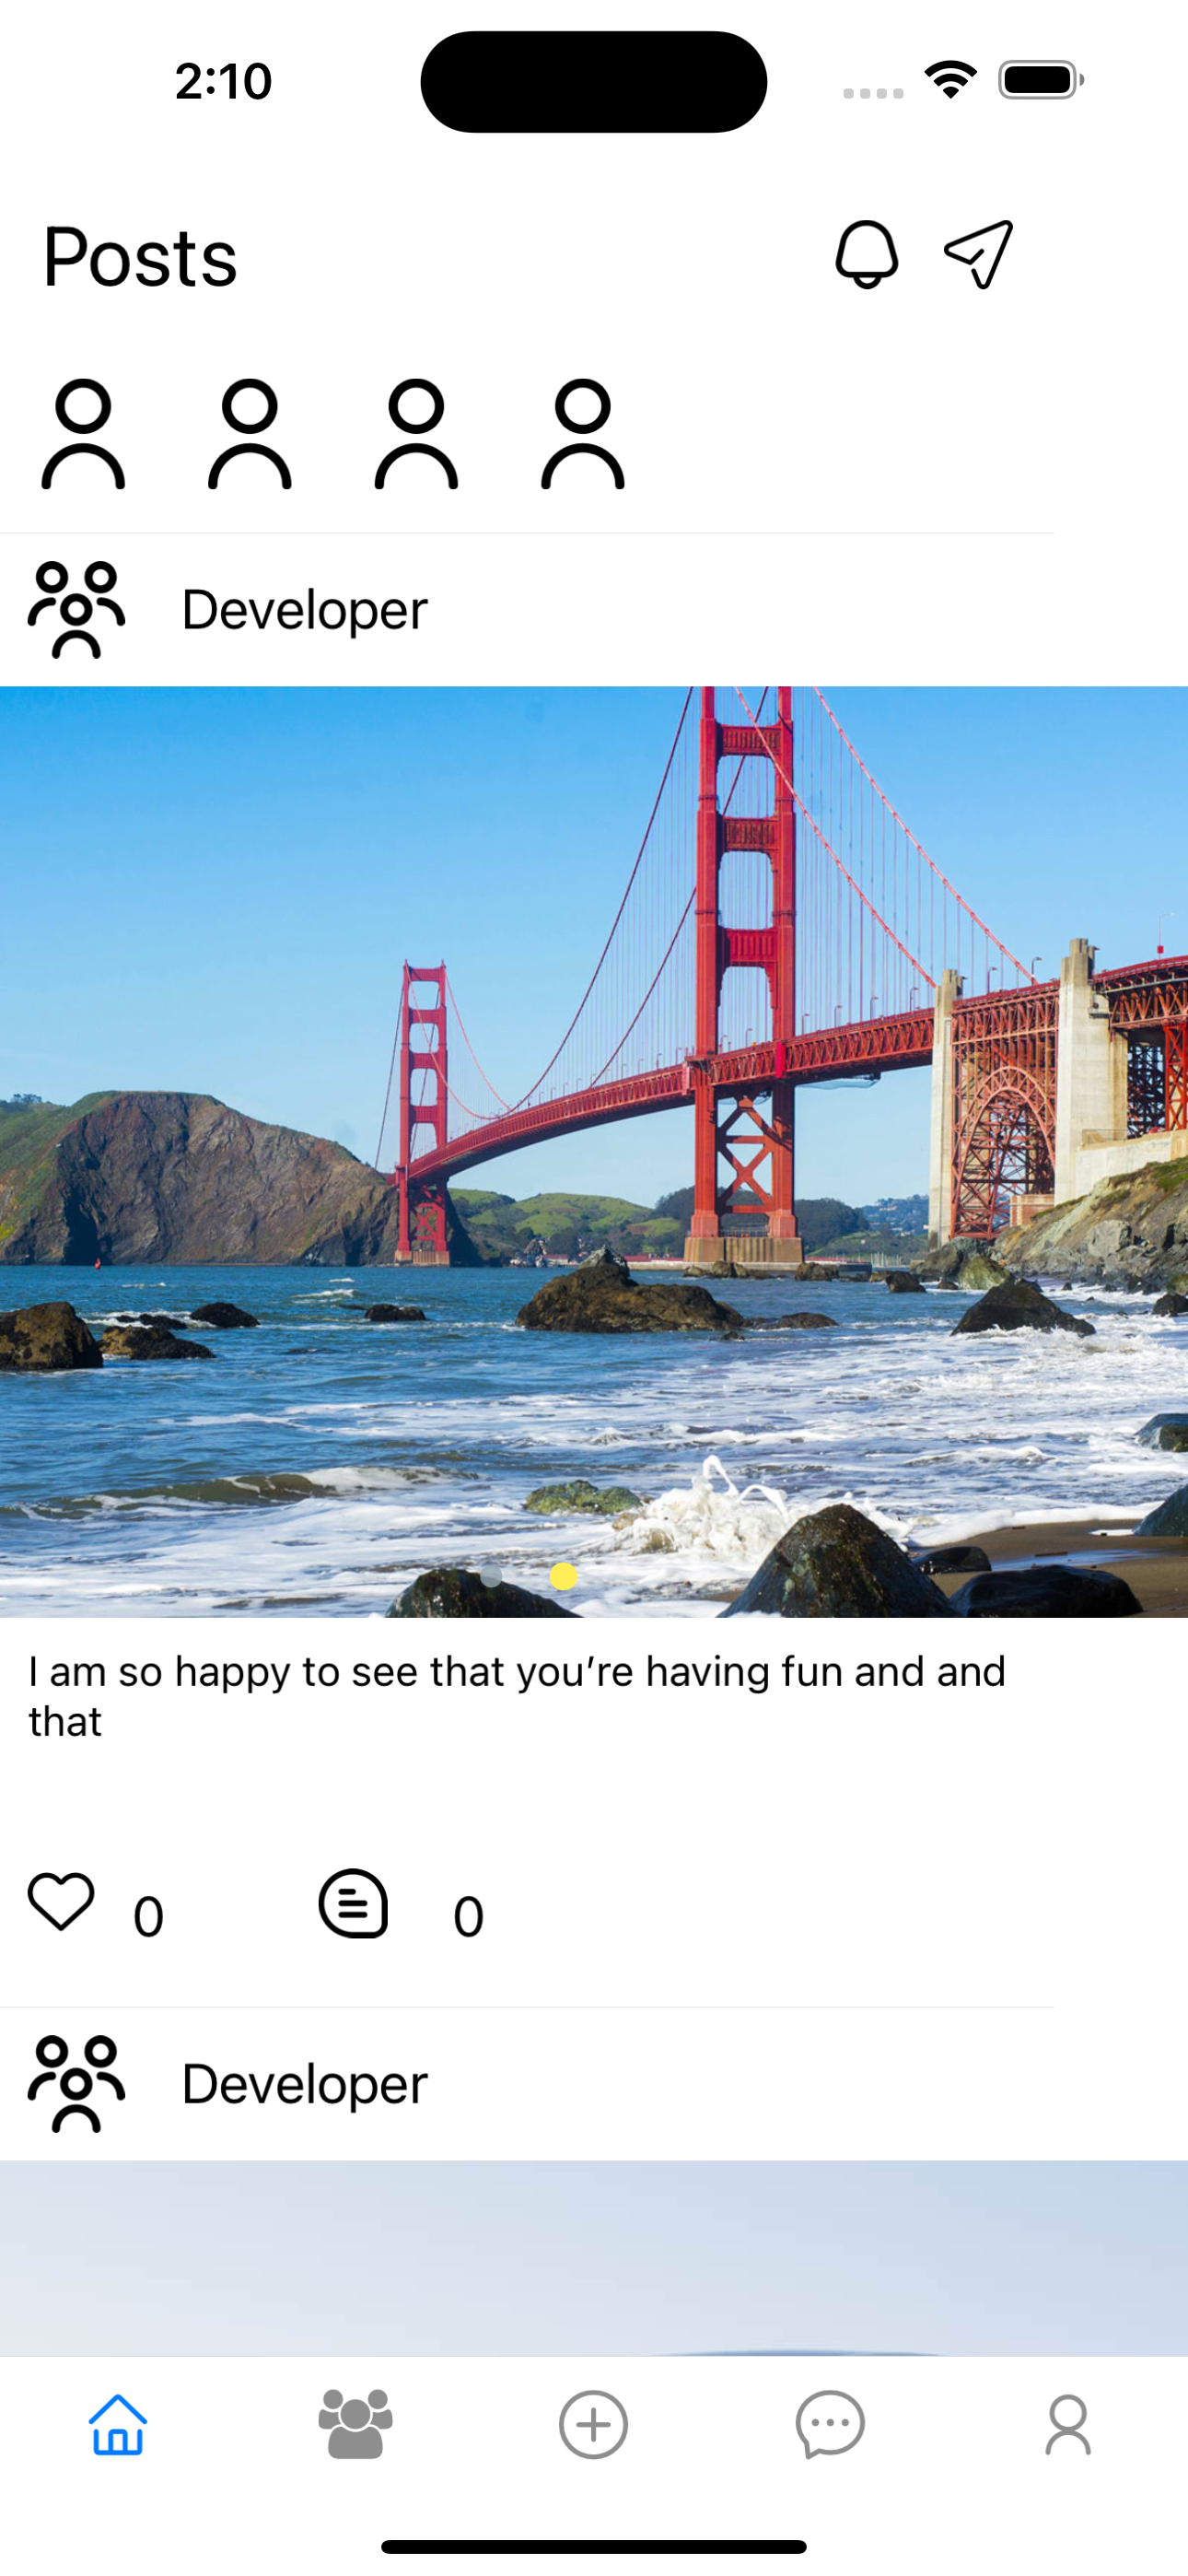 2:10
Posts
Developer
I am so happy to see that you’re having fun and and
that
0 0
Developer